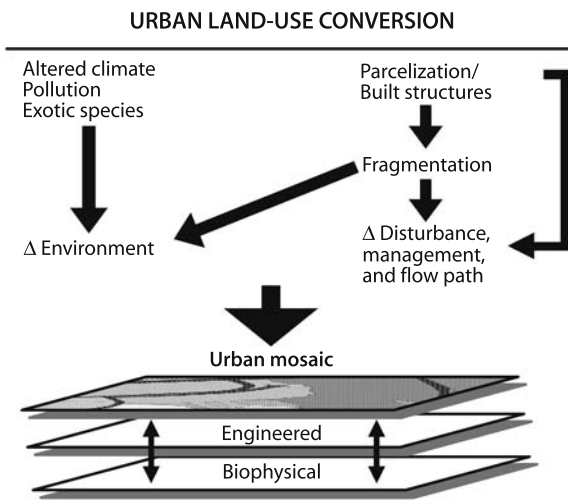 URBAN LAND-USE CONVERSION
Altered climate
Pollution
Exotic species
Parcelization/
Built structures
Fragmentation
Δ Environment
Δ Disturbance,
management,
and flow path
Urban mosaic
Engineered
Biophysical